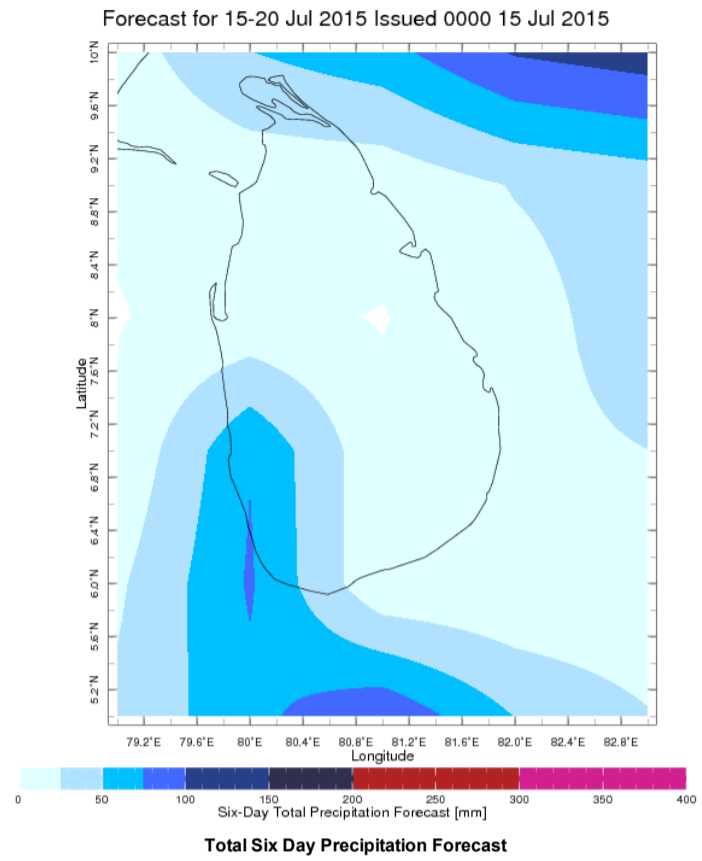 Forecast for 15-20 Jul 2015 Issued 0000 15 Jul 2015
10°N
9.6°N
9.2°N
8.8°N
8.4°N
8°N
7.6°N
7.2°N
6.8°N
6.4°N
6.0°N
5.6°N
5.2°N
Latitude
79.2°E 79.6°E 80°E 80.4°E 80.8°E 81.2°E 81.6°E 82.0°E 82.8°E
Longitude
0 50 100 150 200 250 300 350 400
Six-Day Total Precipitation Forecast [mm]
Total Six Day Precipitation Forecast